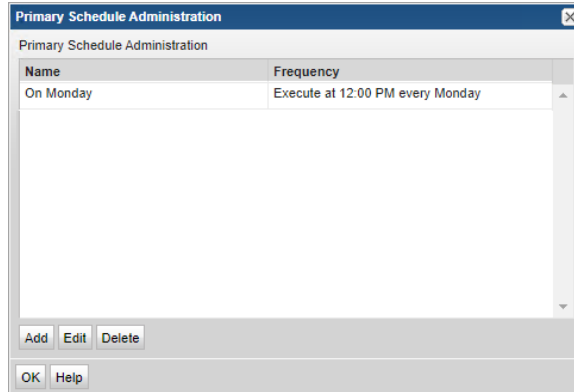 Primary Schedule Administration
Primary Schedule Administration
Name Frequency
On Monday Execute at 12:00 PM every Monday
Add Edit Delete
OK Help